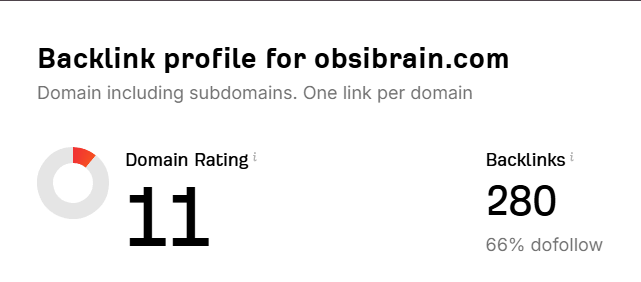 Backlink profile for obsibrain.com
Domain including subdomains. One link per domain
Domain Rating i
11
Backlinks i
280
66% dofollow